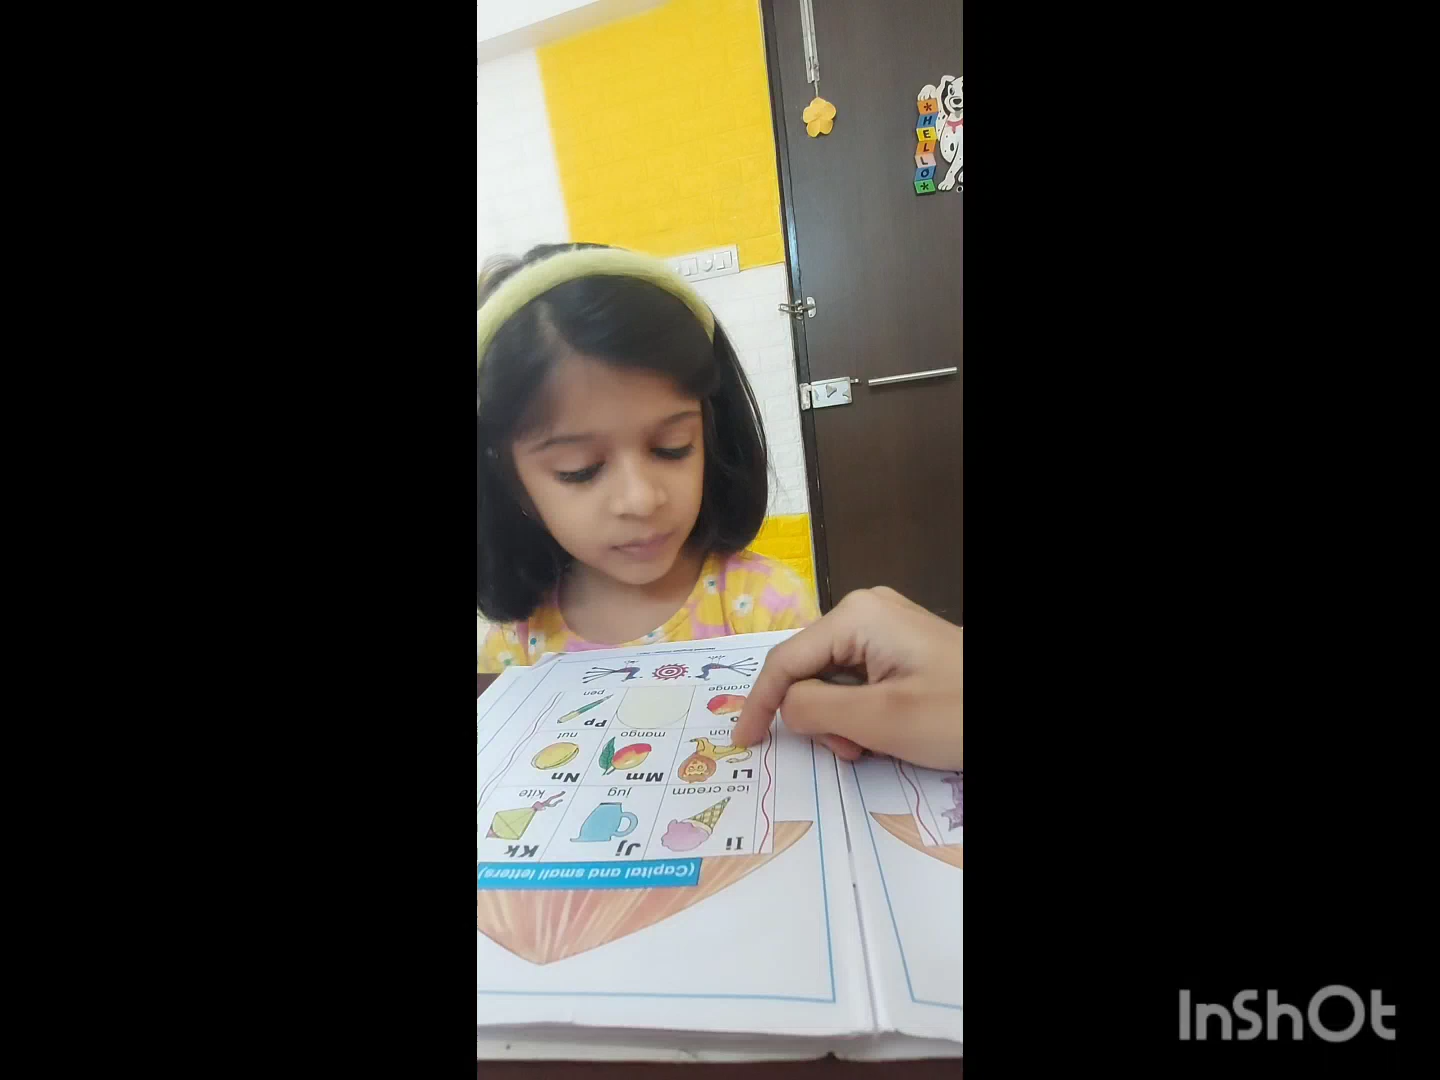 * HELLO *
(Capital and small letters)
Ii Jj Kk
ice cream jug kite
Ll Mm Nn
lion mango nut
Pp
orange pen
InShOt